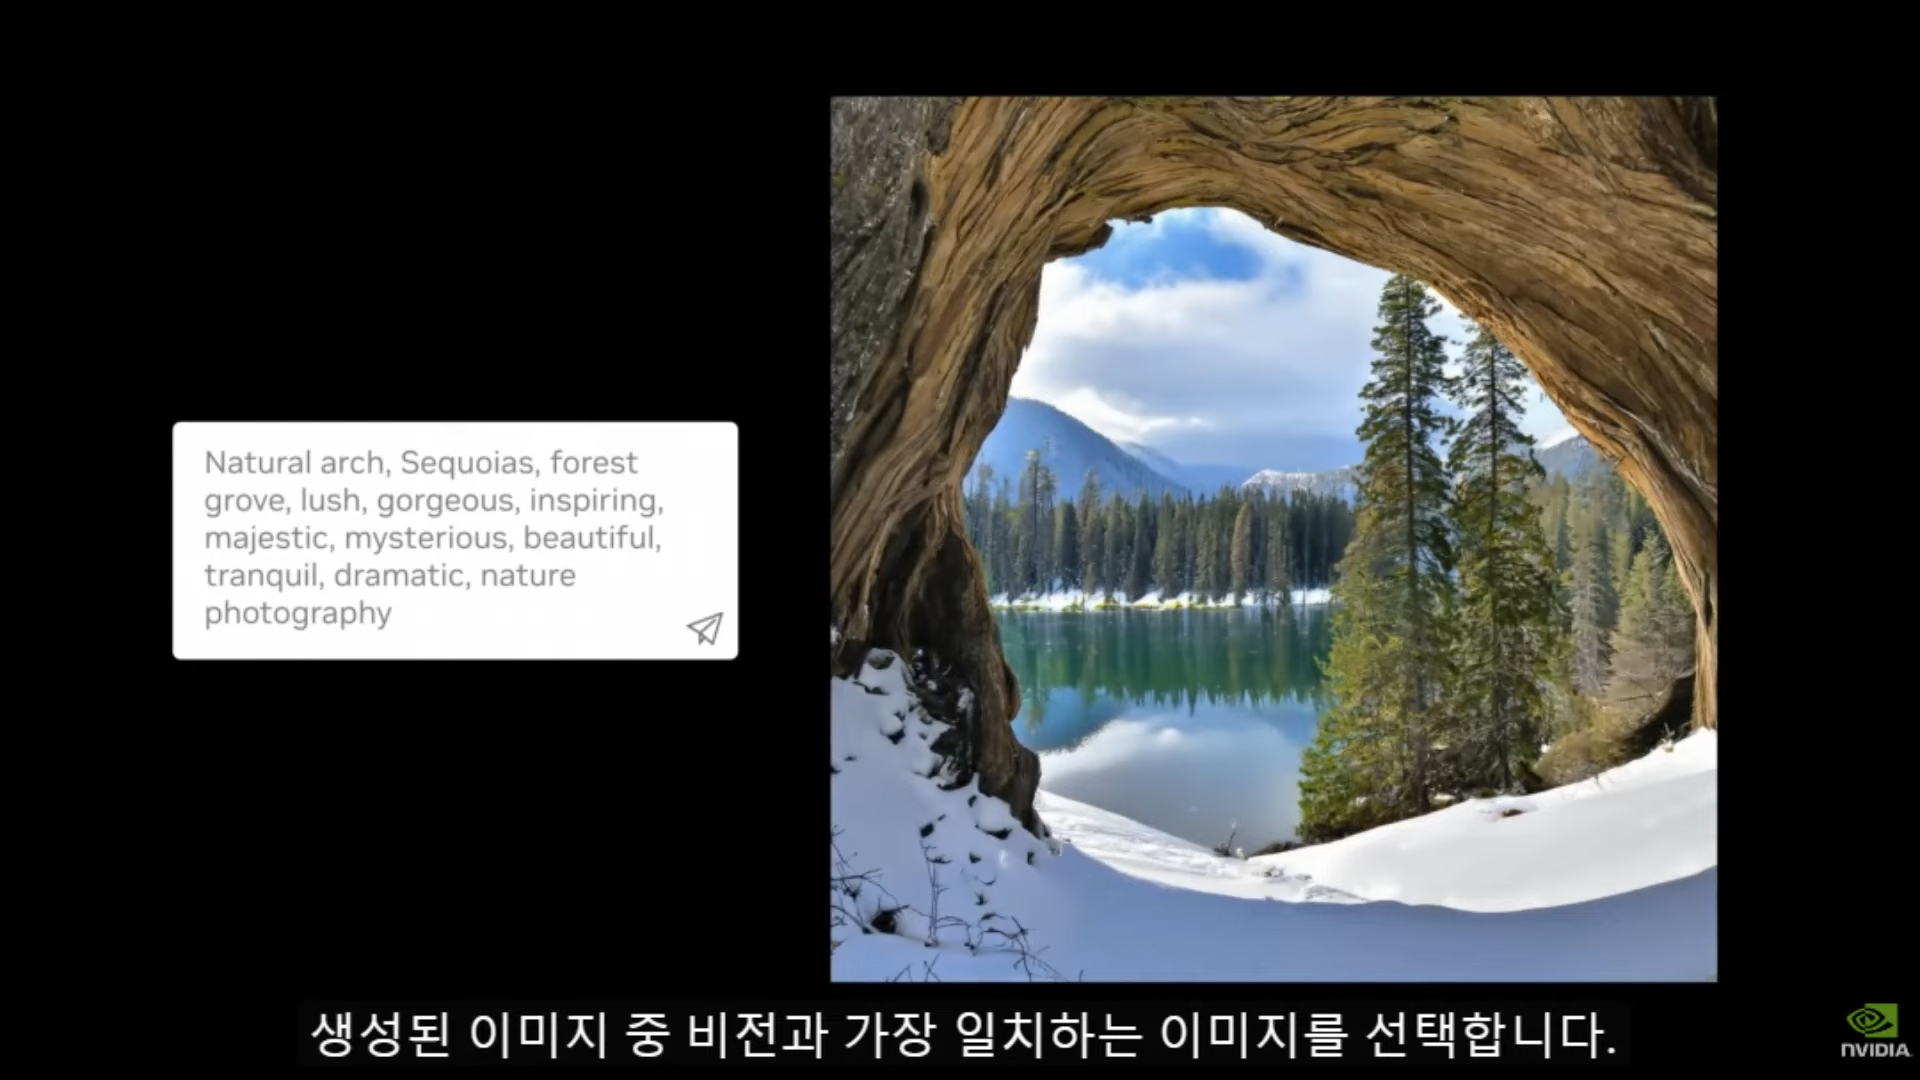 Natural arch, Sequoias, forest
grove, lush, gorgeous, inspiring,
majestic, mysterious, beautiful,
tranquil, dramatic, nature
photography
생성된 이미지 중 비전과 가장 일치하는 이미지를 선택합니다.
NVIDIA